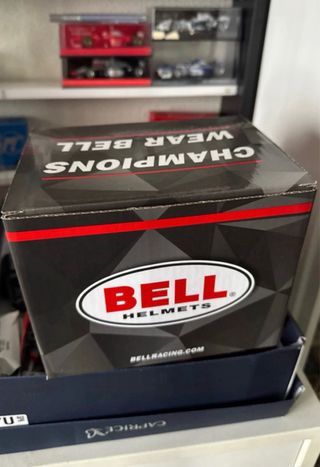 CHAMPIONS
WEAR BELL
BELL
HELMETS
BELLRACING.COM
CAPRICE